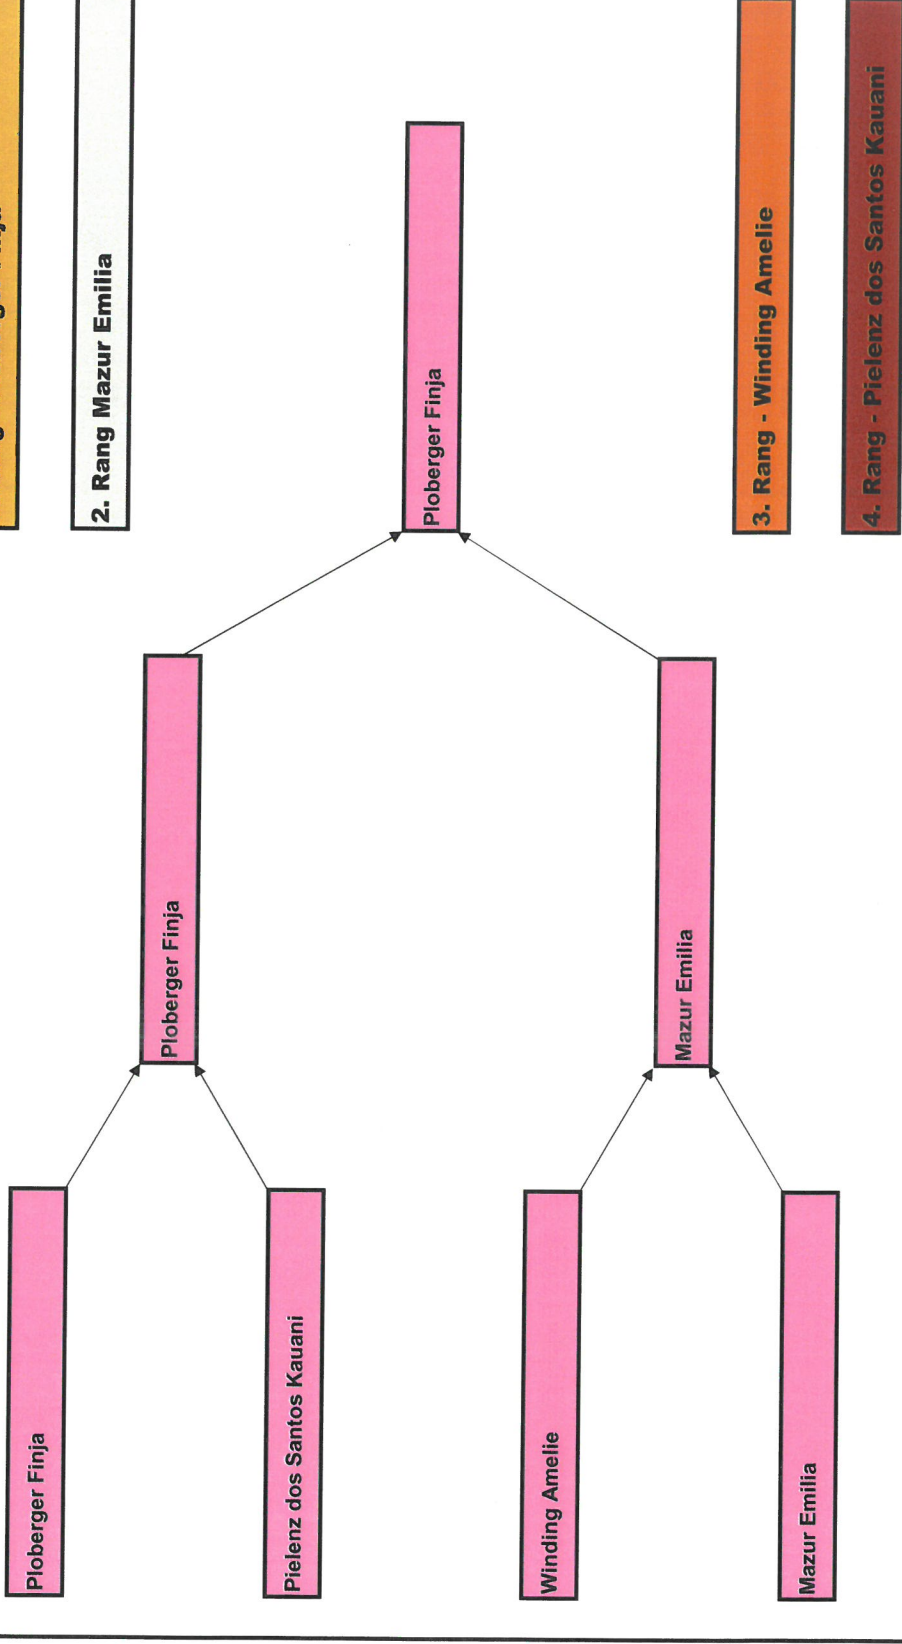 Ploberger Finja
Pielenz dos Santos Kauani
Winding Amelie
Mazur Emilia
Ploberger Finja
Mazur Emilia
Ploberger Finja
2. Rang Mazur Emilia
3. Rang - Winding Amelie
4. Rang - Pielenz dos Santos Kauani